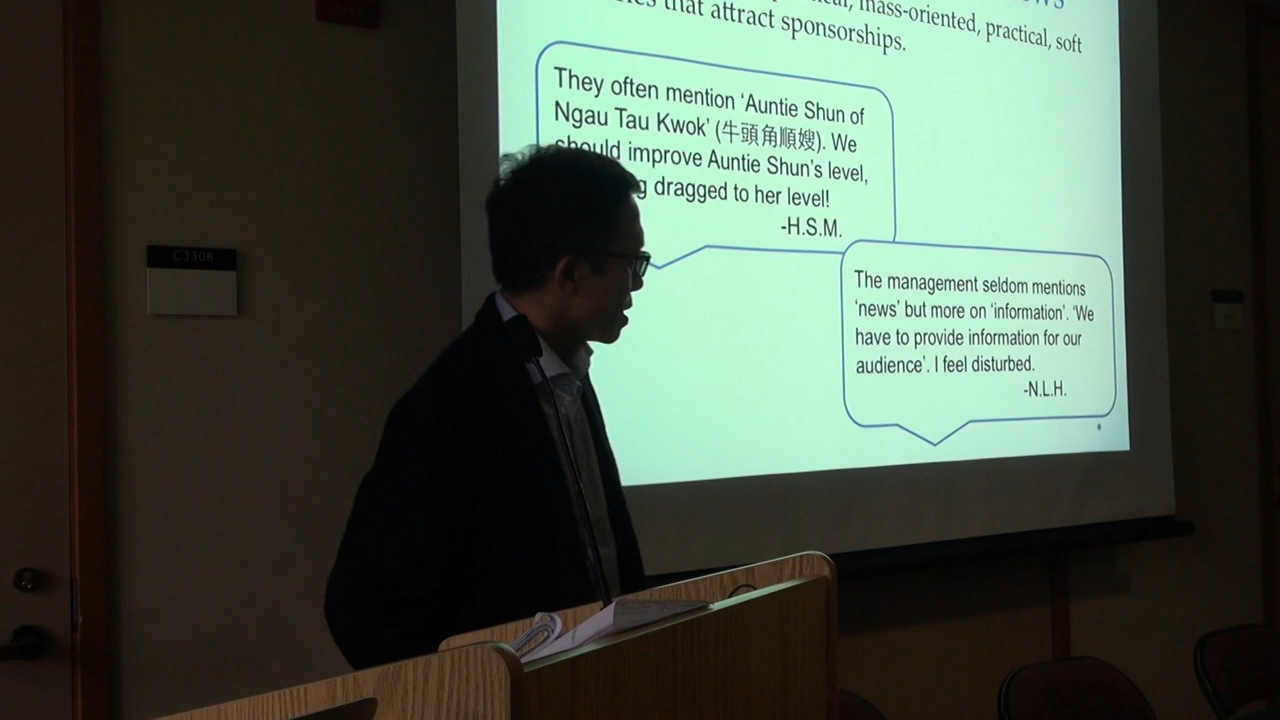 mass-oriented, practical, soft
that attract sponsorships.
They often mention ‘Auntie Shun of
Ngau Tau Kwok’ (牛頭角順嫂). We
should improve Auntie Shun’s level,
dragged to her level!
-H.S.M.
The management seldom mentions
‘news’ but more on ‘information’. ‘We
have to provide information for our
audience’. I feel disturbed.
-N.L.H.
C330B